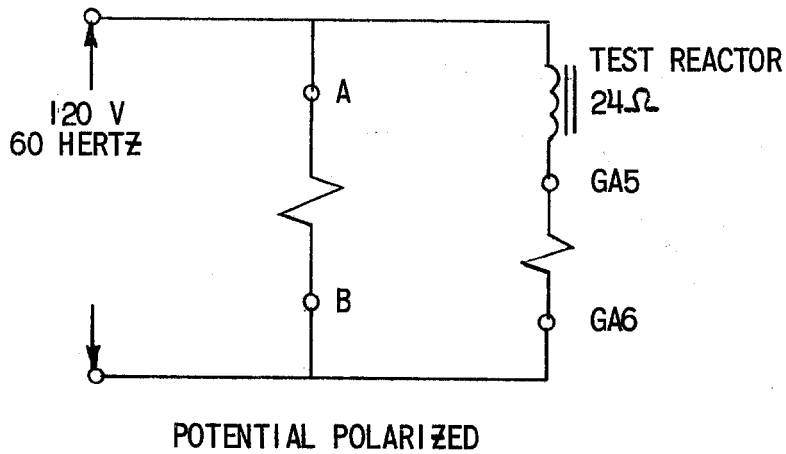 TEST REACTOR
24Ω
120 V
60 HERTZ
A
GA5
B
GA6
POTENTIAL POLARIZED